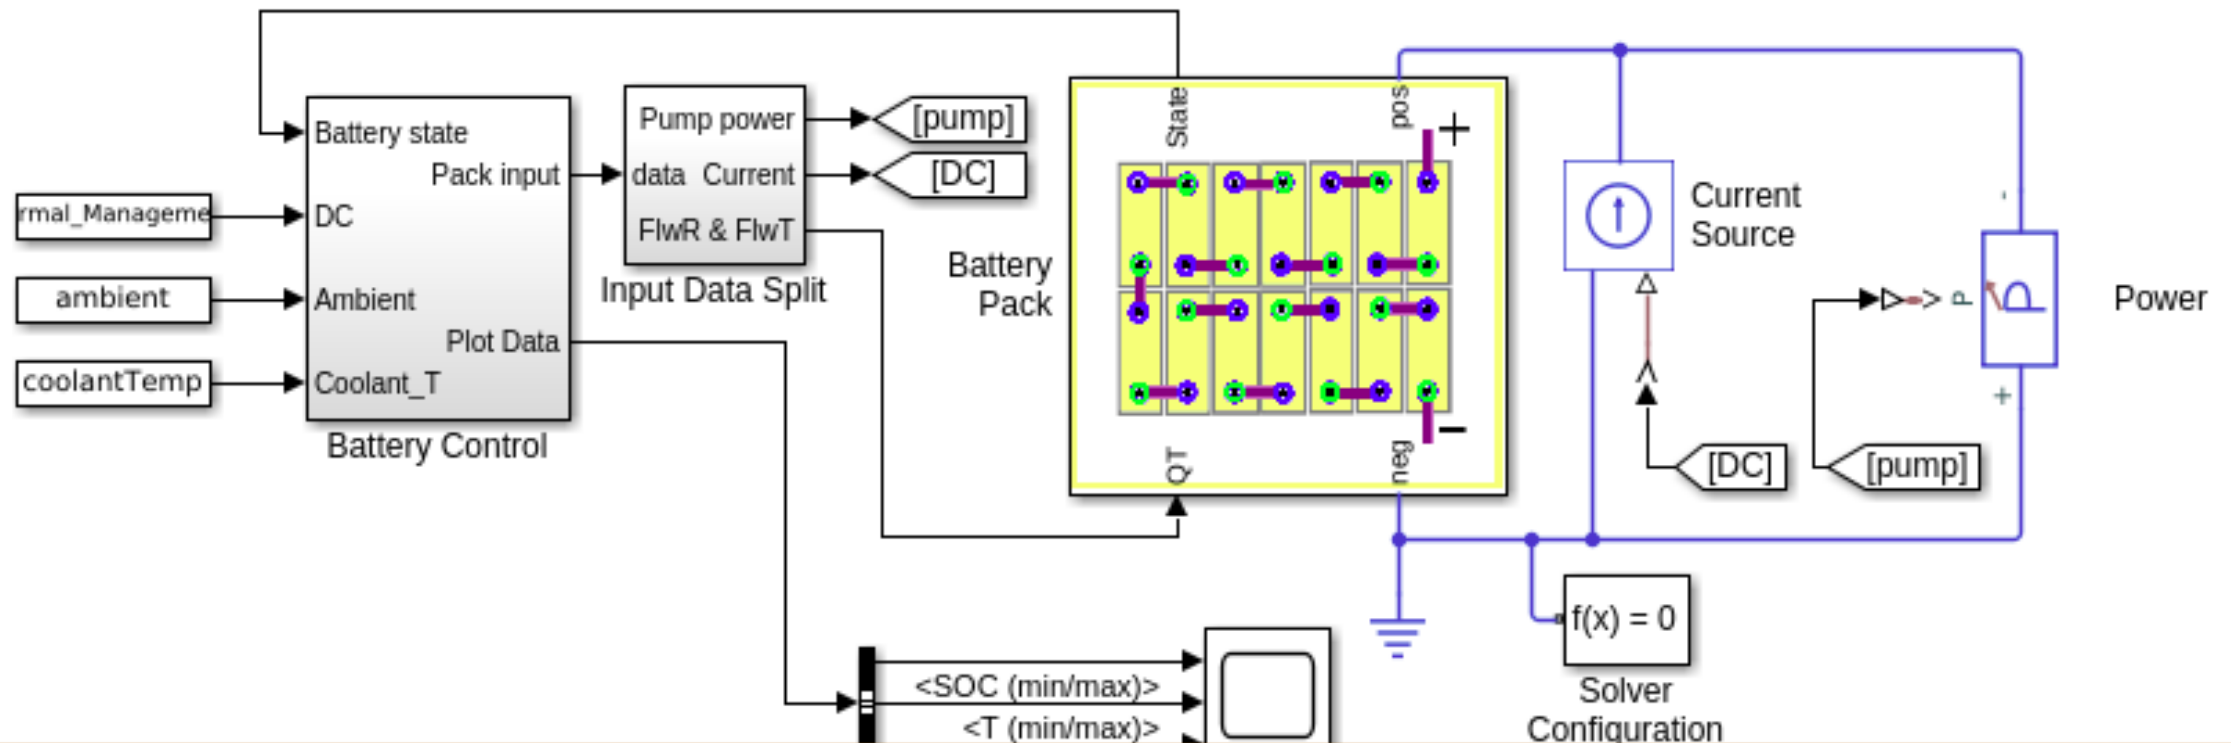 Battery state
Pack input
rmal_Manageme
DC
ambient
Ambient
Plot Data
coolantTemp
Coolant_T
Battery Control
Pump power
data Current
FlwR & FlwT
Input Data Split
[pump]
[DC]
Battery
Pack
State
pos
+
−
QT
neg
Current
Source
[DC]
[pump]
-
P
P
+
Power
f(x) = 0
Solver
Configuration
<SOC (min/max)>
<T (min/max)>